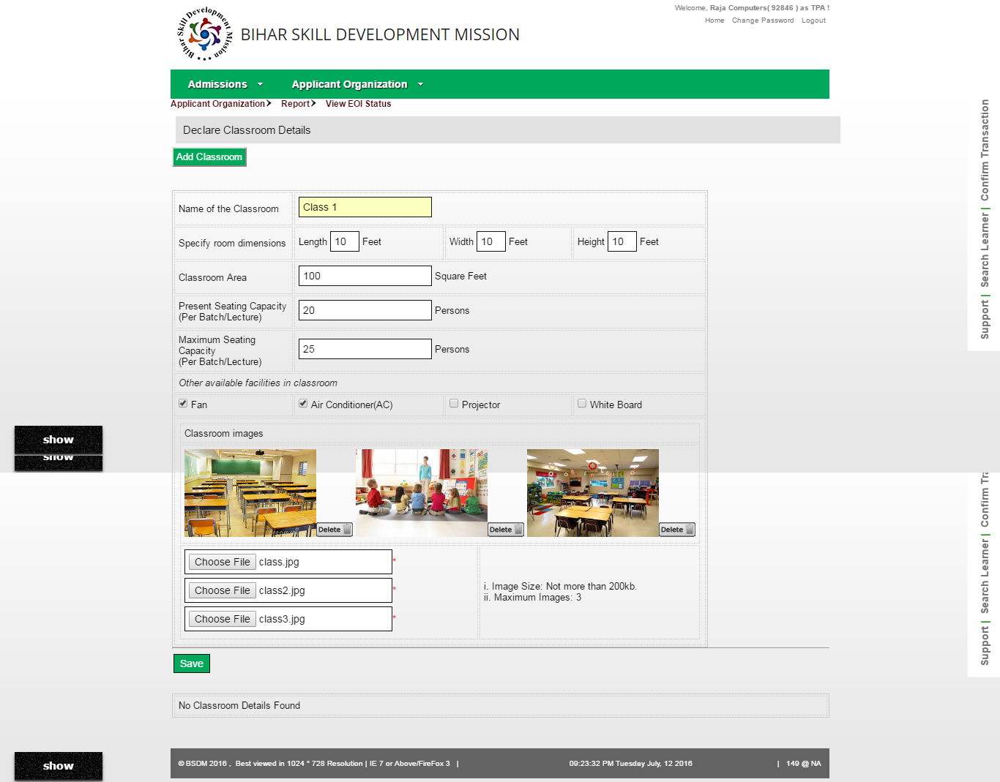 Welcome, Raja Computers( 92846 ) as TPA !
Home Change Password Logout
Bihar Skill Development Mission
BIHAR SKILL DEVELOPMENT MISSION
Admissions Applicant Organization
Applicant Organization Report View EOI Status
Declare Classroom Details
Add Classroom
Name of the Classroom Class 1
Specify room dimensions Length 10 Feet Width 10 Feet Height 10 Feet
Classroom Area 100 Square Feet
Present Seating Capacity
(Per Batch/Lecture) 20 Persons
Maximum Seating
Capacity
(Per Batch/Lecture) 25 Persons
Other available facilities in classroom
Fan Air Conditioner(AC) Projector White Board
Classroom images
Delete Delete Delete
Choose File class.jpg *
Choose File class2.jpg *
Choose File class3.jpg *
i. Image Size: Not more than 200kb.
ii. Maximum Images: 3
Save
No Classroom Details Found
© BSDM 2016 , Best viewed in 1024 * 728 Resolution | IE 7 or Above/FireFox 3 | 09:23:32 PM Tuesday July, 12 2016 | 149 @ NA
show
show
show
Support | Search Learner | Confirm Transaction
Support | Search Learner | Confirm Tra